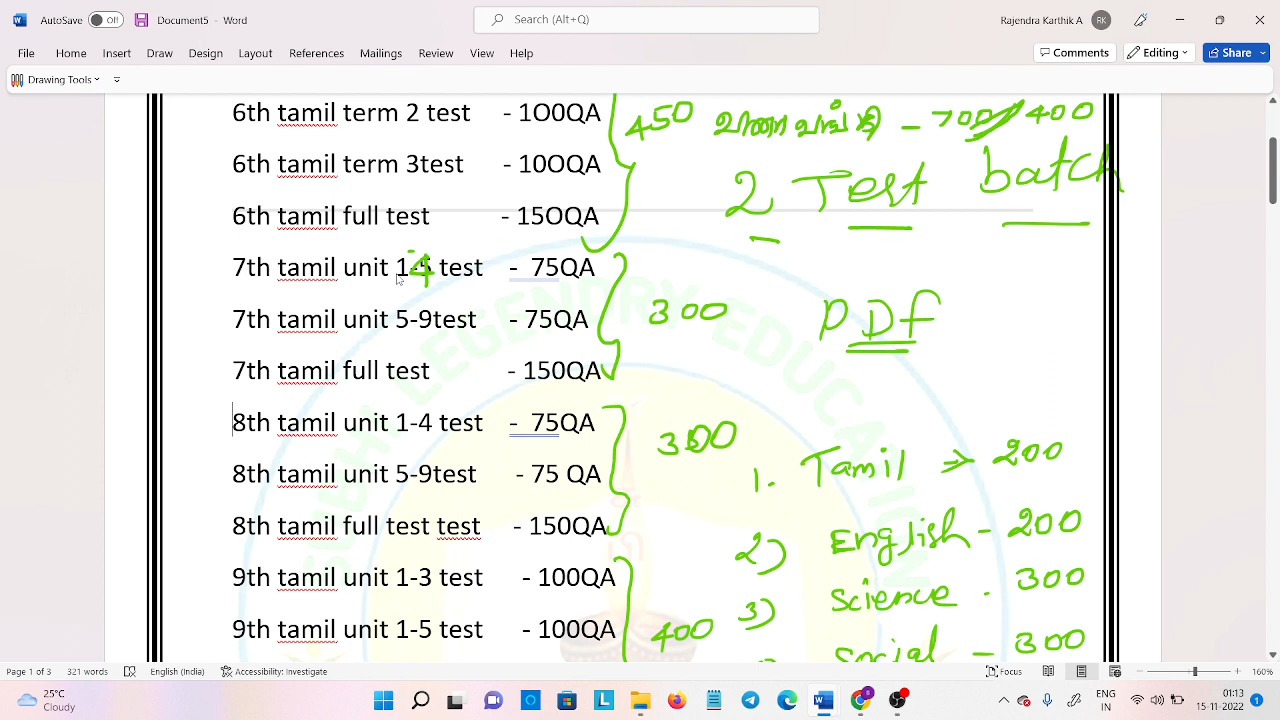 AutoSave Off Document5 - Word Search (Alt+Q) Rajendra Karthik A RK
File Home Insert Draw Design Layout References Mailings Review View Help Comments Editing Share
Drawing Tools
6th tamil term 2 test - 1O0QA
6th tamil term 3test - 10OQA
6th tamil full test - 15OQA
7th tamil unit 1-5 test - 75QA
7th tamil unit 5-9test - 75QA
7th tamil full test - 150QA
8th tamil unit 1-4 test - 75QA
8th tamil unit 5-9test - 75 QA
8th tamil full test test - 150QA
9th tamil unit 1-3 test - 100QA
9th tamil unit 1-5 test - 100QA
450
- 700 400
2 Test batch
4
300
PDf
300
1. Tamil => 200
2) English - 200
3) Science . 300
400
social - 300
LEGENDRY EDUCATION
Page 1 of 3 321 words English (India) Accessibility: Investigate Focus 160%
25°C
Cloudy
8
ENG
IN
01:13
15-11-2022
1